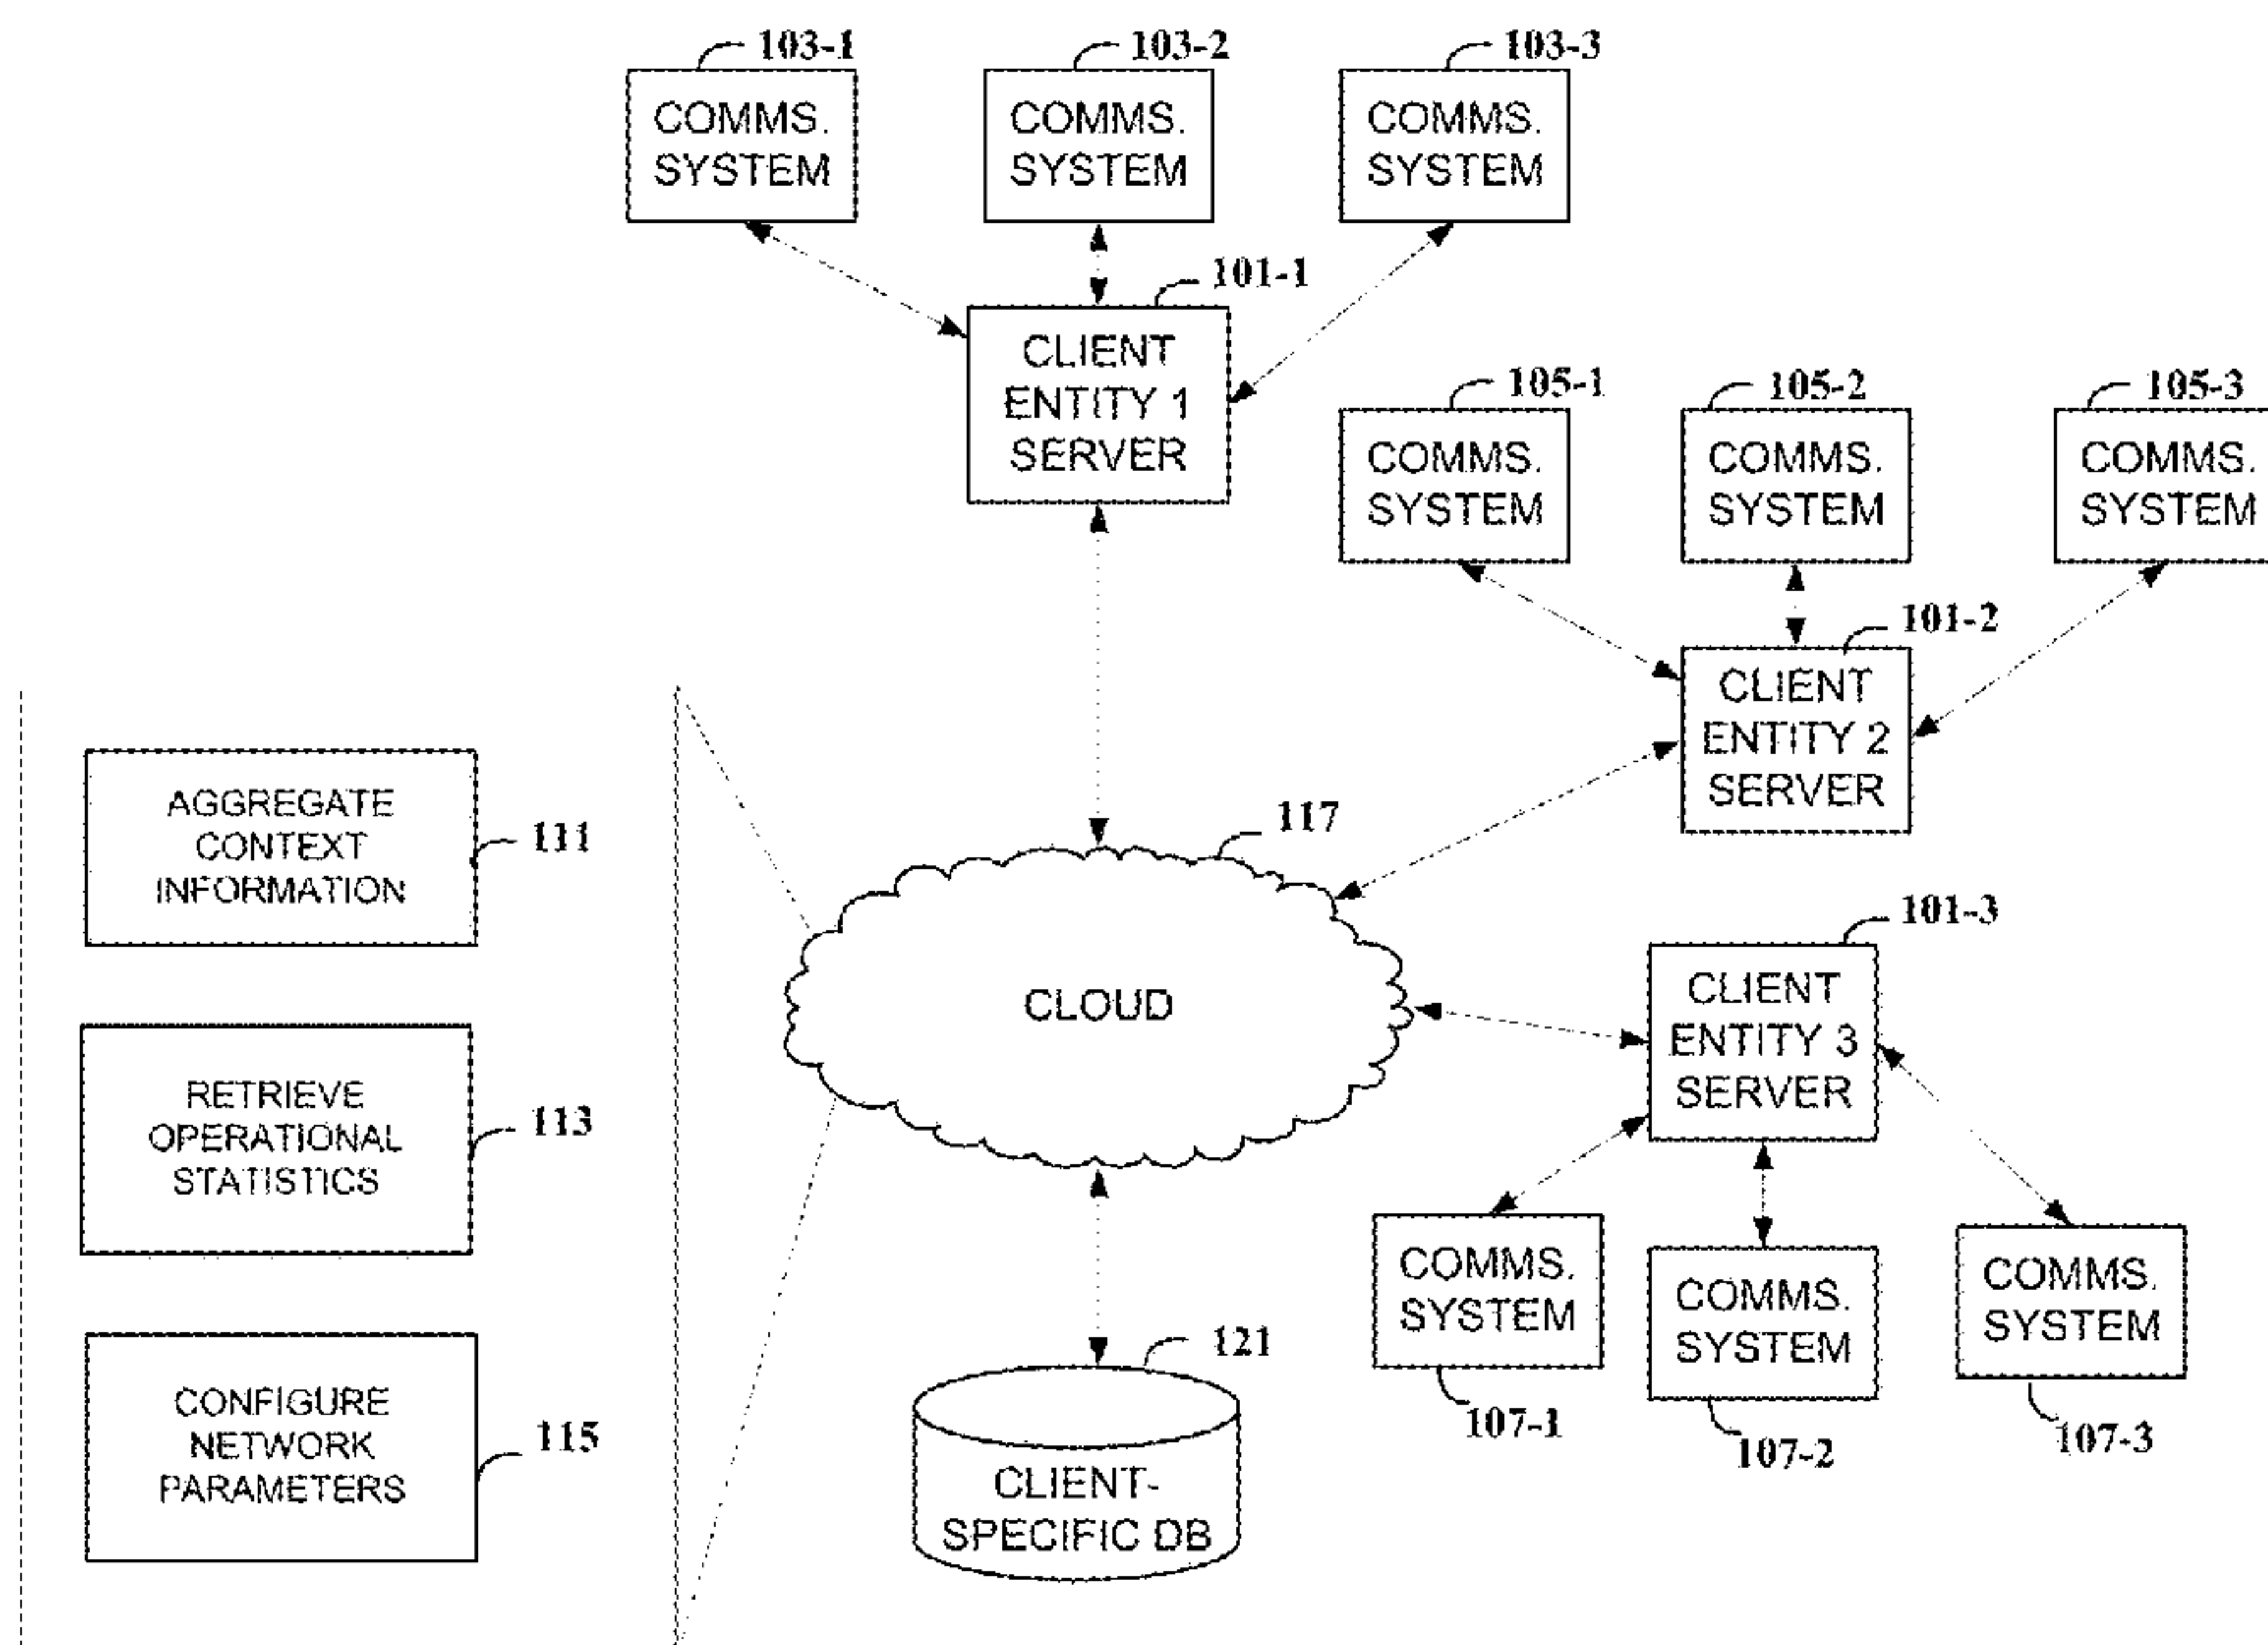 103-1
103-2
103-3
COMMS.
SYSTEM
COMMS.
SYSTEM
COMMS.
SYSTEM
101-1
CLIENT
ENTITY 1
SERVER
105-1
105-2
105-3
COMMS.
SYSTEM
COMMS.
SYSTEM
COMMS.
SYSTEM
101-2
CLIENT
ENTITY 2
SERVER
AGGREGATE
CONTEXT
INFORMATION
111
RETRIEVE
OPERATIONAL
STATISTICS
113
CONFIGURE
NETWORK
PARAMETERS
115
117
CLOUD
101-3
CLIENT
ENTITY 3
SERVER
COMMS.
SYSTEM
COMMS.
SYSTEM
COMMS.
SYSTEM
107-1
107-2
107-3
121
CLIENT-
SPECIFIC DB